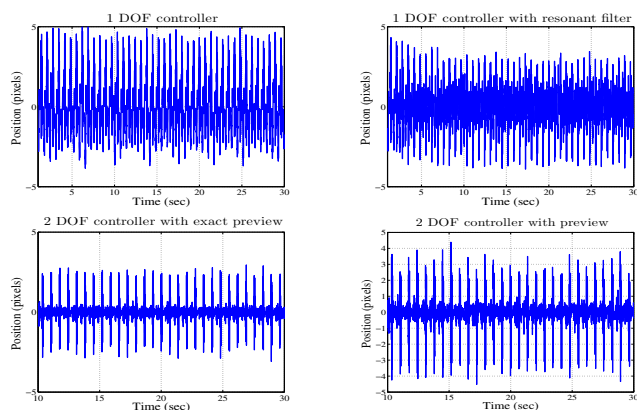 1 DOF controller
5
0
−5
Position (pixels)
5 10 15 20 25 30
Time (sec)
1 DOF controller with resonant filter
5
0
−5
Position (pixels)
5 10 15 20 25 30
Time (sec)
2 DOF controller with exact preview
5
0
−5
Position (pixels)
10 15 20 25 30
Time (sec)
2 DOF controller with preview
5
4
3
2
1
0
−1
−2
−3
−4
−5
Position (pixels)
10 15 20 25 30
Time (sec)